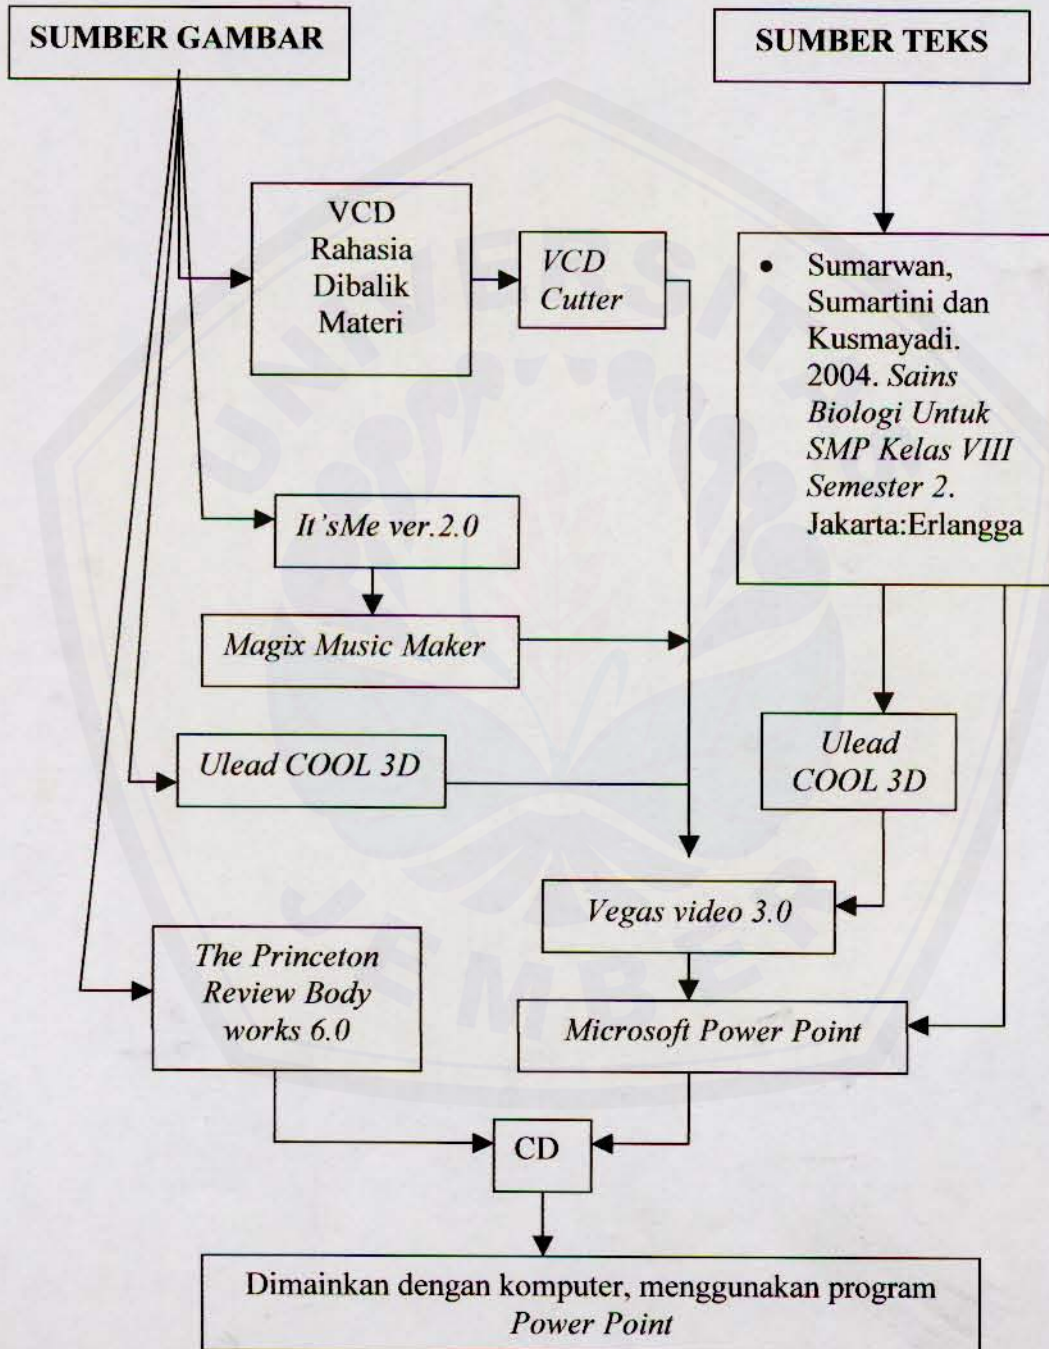 SUMBER GAMBAR
SUMBER TEKS
VCD
Rahasia
Dibalik
Materi
VCD
Cutter
• Sumarwan,
Sumartini dan
Kusmayadi.
2004. Sains
Biologi Untuk
SMP Kelas VIII
Semester 2.
Jakarta:Erlangga
It'sMe ver.2.0
Magix Music Maker
Ulead COOL 3D
Ulead
COOL 3D
Vegas video 3.0
The Princeton
Review Body
works 6.0
Microsoft Power Point
CD
Dimainkan dengan komputer, menggunakan program
Power Point
UNIVERSITAS
JEMBER